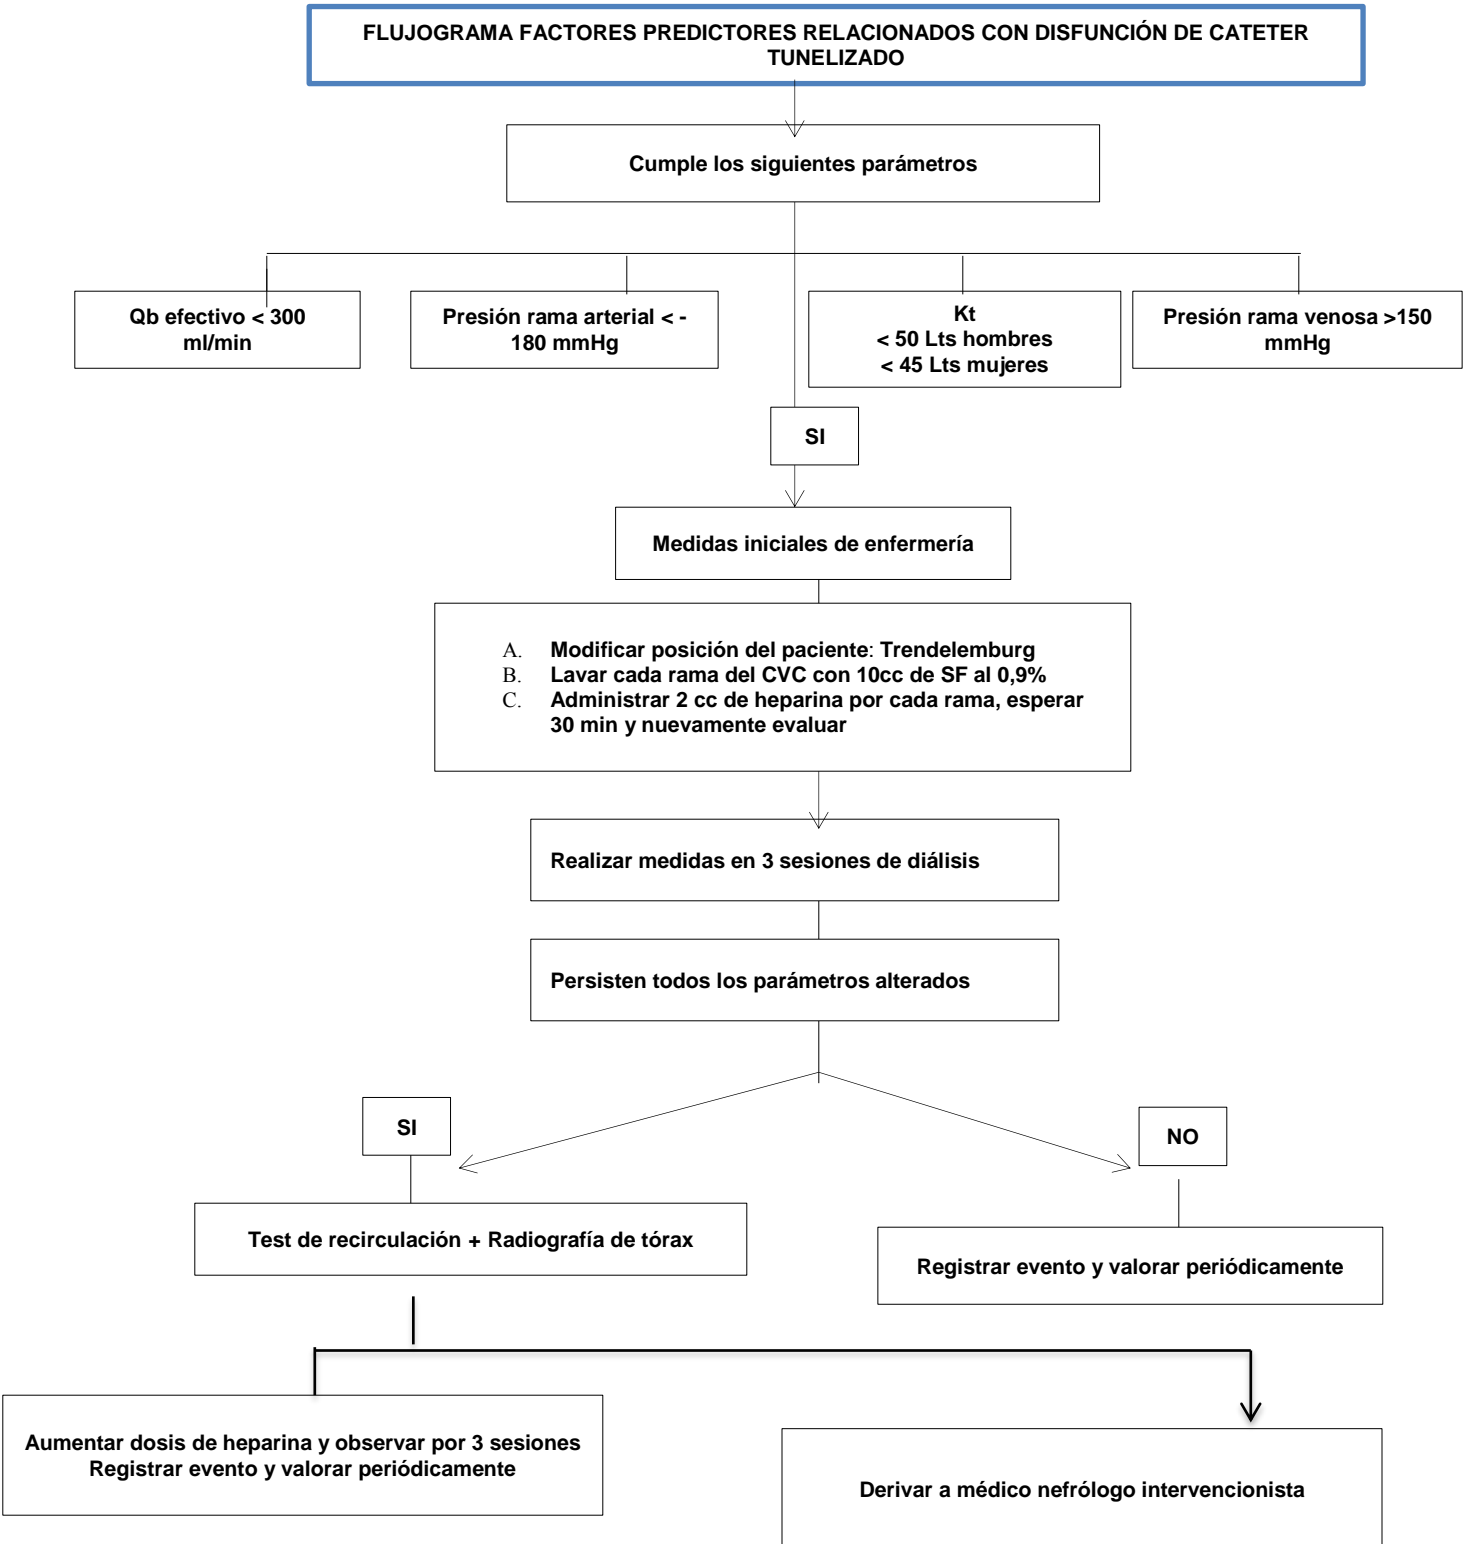 FLUJOGRAMA FACTORES PREDICTORES RELACIONADOS CON DISFUNCIÓN DE CATETER
TUNELIZADO
Cumple los siguientes parámetros
Qb efectivo < 300
ml/min
Presión rama arterial < -
180 mmHg
Kt
< 50 Lts hombres
< 45 Lts mujeres
Presión rama venosa >150
mmHg
SI
Medidas iniciales de enfermería
A. Modificar posición del paciente: Trendelemburg
B. Lavar cada rama del CVC con 10cc de SF al 0,9%
C. Administrar 2 cc de heparina por cada rama, esperar
30 min y nuevamente evaluar
Realizar medidas en 3 sesiones de diálisis
Persisten todos los parámetros alterados
SI
NO
Test de recirculación + Radiografía de tórax
Registrar evento y valorar periódicamente
Aumentar dosis de heparina y observar por 3 sesiones
Registrar evento y valorar periódicamente
Derivar a médico nefrólogo intervencionista